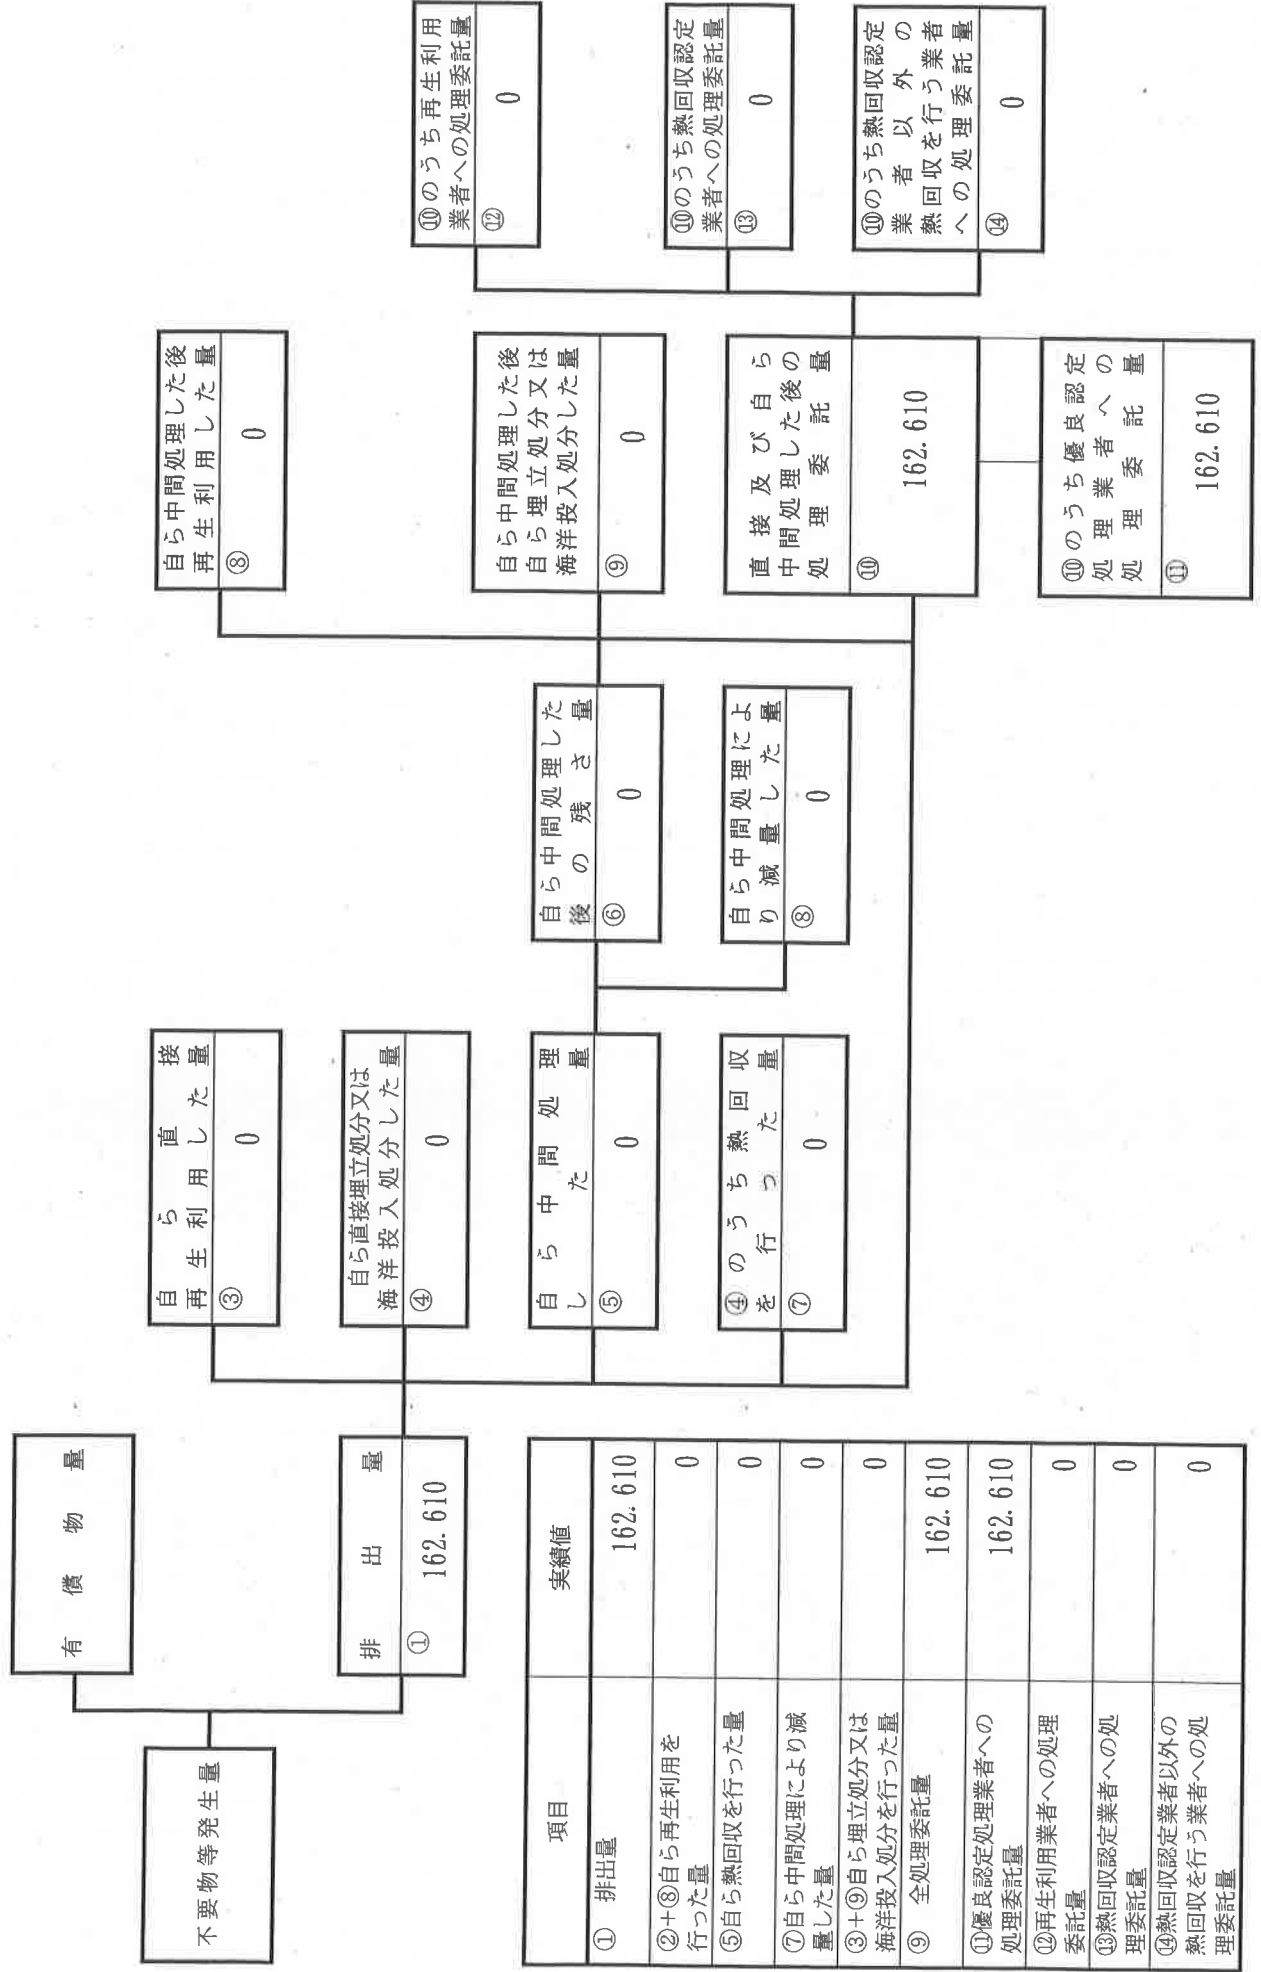 不要物等発生量
有償物量
排出量
① 162.610
自ら直接
再生利用した量
③ 0
自ら直接埋立処分又は
海洋投入処分した量
④ 0
自ら中間処理
した量
⑤ 0
④のうち熱回収
を行った量
⑦ 0
自ら中間処理した
後の残さ量
⑥ 0
自ら中間処理によ
り減量した量
⑧ 0
自ら中間処理した後
再生利用した量
⑧ 0
自ら中間処理した後
自ら埋立処分又は
海洋投入処分した量
⑨ 0
直接及び自ら
中間処理した後の
処理委託量
⑩ 162.610
⑩のうち優良認定
処理業者への
処理委託量
⑪ 162.610
⑩のうち再生利用
業者への処理委託量
⑫ 0
⑩のうち熱回収認定
業者への処理委託量
⑬ 0
⑩のうち熱回収認定
業者以外の
熱回収を行う業者
への処理委託量
⑭ 0
項目 実績値
① 排出量 162.610
②+⑧自ら再生利用を 0
行った量
⑤自ら熱回収を行った量 0
⑦自ら中間処理により減 0
量した量
③+⑨自ら埋立処分又は 0
海洋投入処分を行った量
⑨ 全処理委託量 162.610
⑪優良認定処理業者への 162.610
処理委託量
⑫再生利用業者への処理 0
委託量
⑬熱回収認定業者への処 0
理委託量
⑭熱回収認定業者以外の 0
熱回収を行う業者への処
理委託量